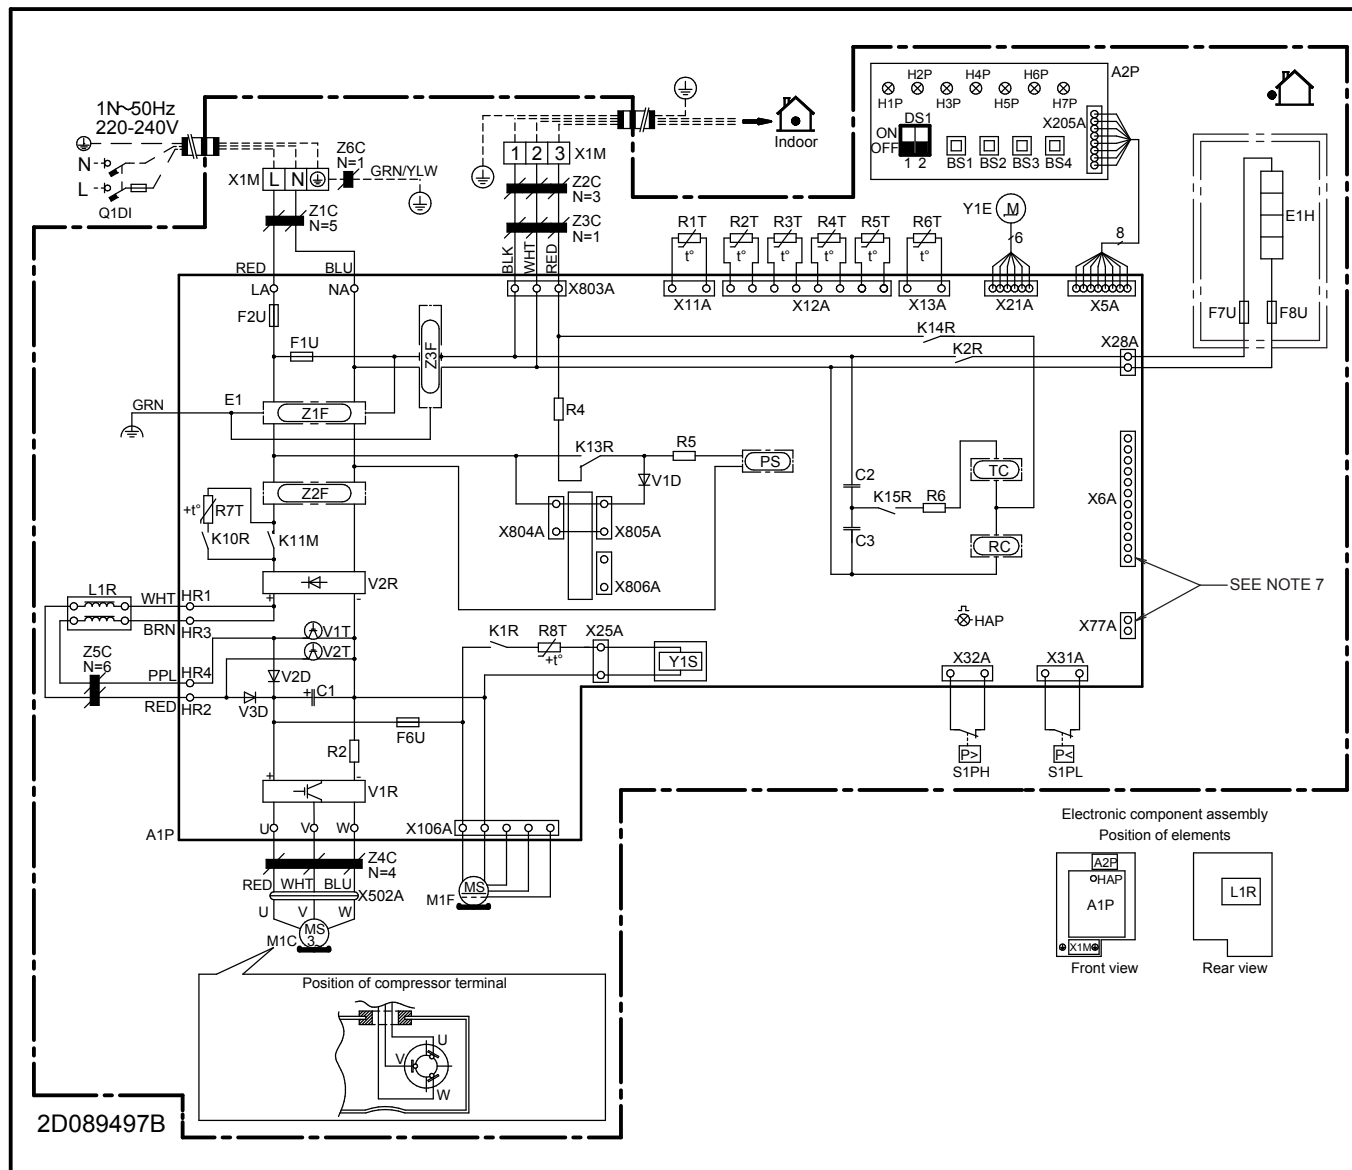 1N~50Hz
220-240V
N
L
Q1DI
X1M
L N
Z6C
N=1
GRN/YLW
Z1C
N=5
RED
BLU
1 2 3
X1M
Z2C
N=3
Z3C
N=1
BLK
WHT
RED
Indoor
H2P H4P H6P
H1P H3P H5P H7P
A2P
DS1
ON
OFF
1 2
BS1 BS2 BS3 BS4
X205A
Y1E
M
6
8
E1H
R1T R2T R3T R4T R5T R6T
t° t° t° t° t° t°
LA
NA
X803A
X11A
X12A
X13A
X21A
X5A
F7U
F8U
F2U
F1U
Z3F
K14R
K2R
X28A
GRN
E1
Z1F
R4
K13R
R5
PS
V1D
Z2F
+t°
R7T
K10R
K11M
X804A
X805A
X806A
C2
C3
K15R
R6
TC
RC
X6A
SEE NOTE 7
X77A
L1R
WHT
HR1
BRN
HR3
+
-
V2R
V1T
V2T
Z5C
N=6
PPL
HR4
RED
HR2
V2D
V3D
+
C1
K1R
R8T
+t°
X25A
Y1S
HAP
X32A
X31A
P>
S1PH
P<
S1PL
F6U
R2
+
-
V1R
A1P
U V W
X106A
Z4C
N=4
RED WHT BLU
X502A
U V W
M1C
MS
3
M1F
MS
Position of compressor terminal
U
V
W
Electronic component assembly
Position of elements
A2P
HAP
A1P
X1M
Front view
L1R
Rear view
2D089497B